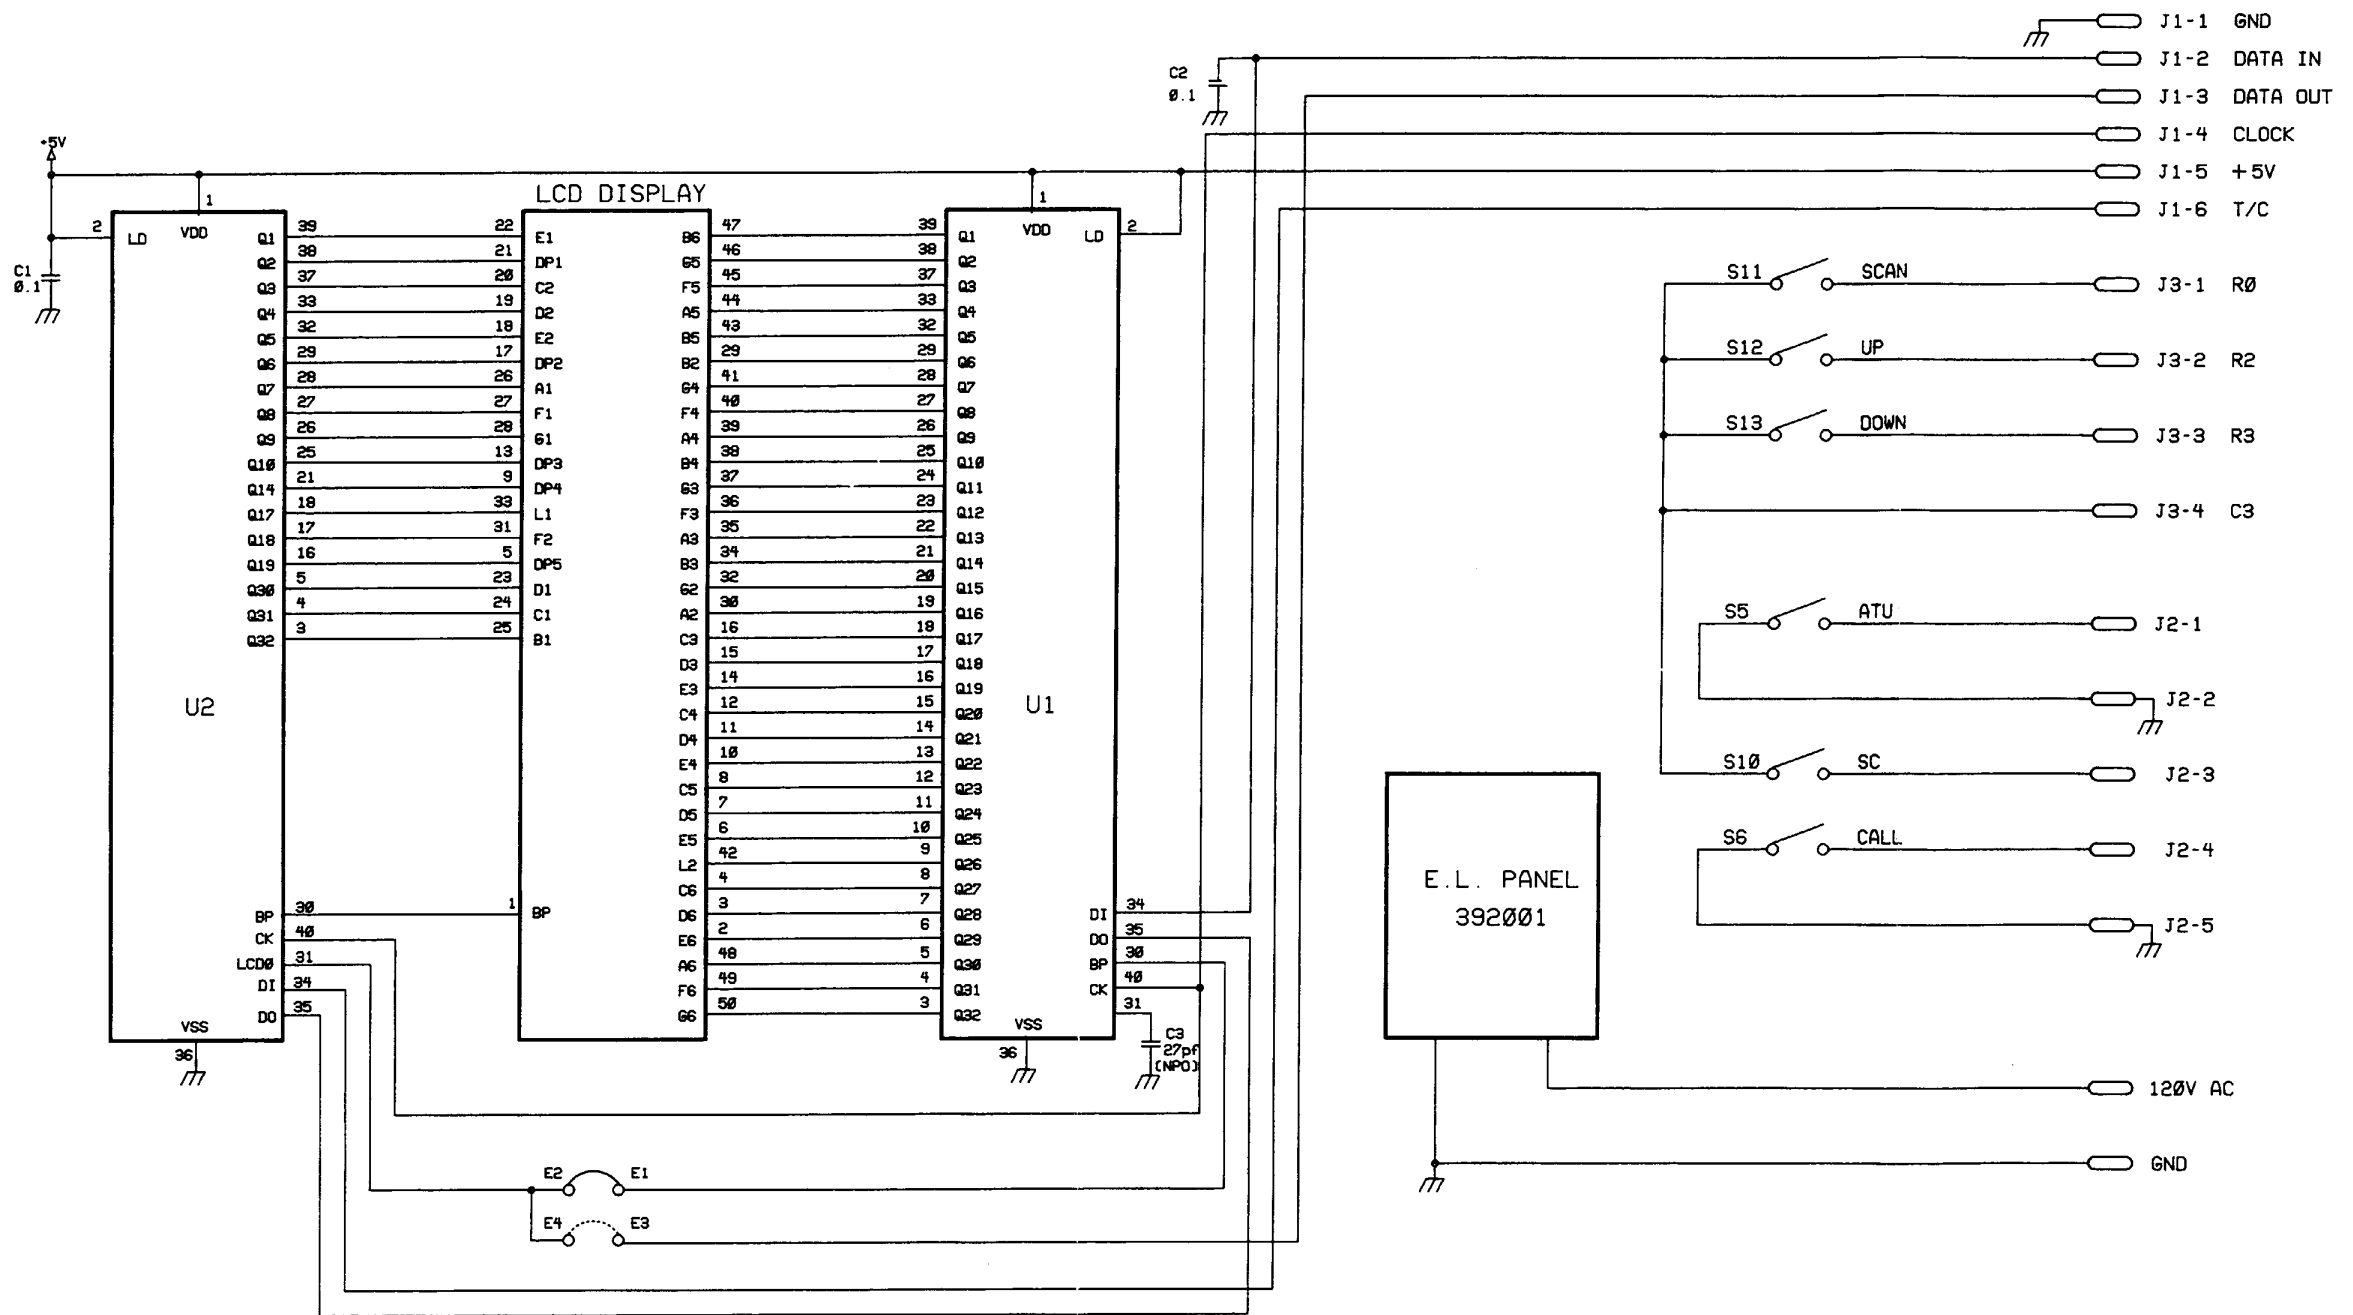 J1-1 GND
C2 J1-2 DATA IN
0.1 J1-3 DATA OUT
J1-4 CLOCK
+5V
J1-5 +5V
LCD DISPLAY
J1-6 T/C
2 LD 1 VDD Q1 39 22 E1 B6 47 39 Q1 1 VDD LD 2
Q2 38 21 DP1 G5 46 38 Q2
C1 0.1 Q3 37 20 C2 F5 45 37 Q3
Q4 33 19 D2 A5 44 33 Q4
Q5 32 18 E2 B5 43 32 Q5
Q6 29 17 DP2 B2 29 29 Q6
Q7 28 26 A1 G4 41 28 Q7
Q8 27 27 F1 F4 40 27 Q8
Q9 26 28 G1 A4 39 26 Q9
Q10 25 13 DP3 B4 38 25 Q10
Q14 21 9 DP4 G3 37 24 Q11
Q17 18 33 L1 F3 36 23 Q12
Q18 17 31 F2 A3 35 22 Q13
Q19 16 5 DP5 B3 34 21 Q14
Q30 5 23 D1 G2 32 20 Q15
Q31 4 24 C1 A2 30 19 Q16
Q32 3 25 B1 C3 16 18 Q17
D3 15 17 Q18
E3 14 16 Q19
U2 C4 12 15 Q20 U1
D4 11 14 Q21
E4 10 13 Q22
C5 8 12 Q23
D5 7 11 Q24
E5 6 10 Q25
L2 42 9 Q26
C6 4 8 Q27
BP 30 1 BP D6 3 7 Q28 DI 34
CK 40 E6 2 6 Q29 DO 35
LCD0 31 A6 48 5 Q30 BP 30
DI 34 F6 49 4 Q31 CK 40
DO 35 G6 50 3 Q32 31
VSS VSS
36 36
C3
27pf
(NPO)
S11 SCAN J3-1 R0
S12 UP J3-2 R2
S13 DOWN J3-3 R3
J3-4 C3
S5 ATU J2-1
J2-2
S10 SC J2-3
S6 CALL J2-4
J2-5
E.L. PANEL
392001
120V AC
GND
E2 E1
E4 E3